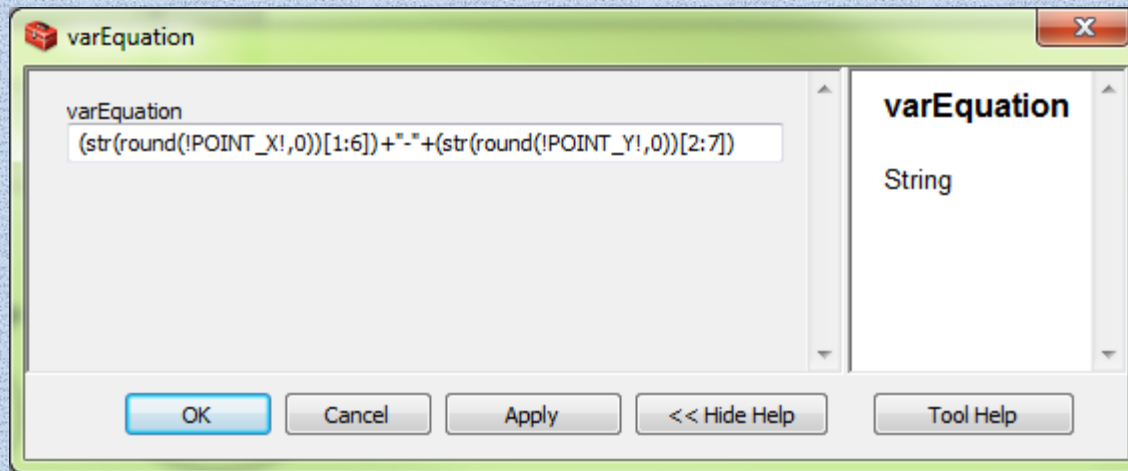 varEquation
X
varEquation
(str(round(!POINT_X!,0))[1:6])+"-"+(str(round(!POINT_Y!,0))[2:7])
varEquation
String
OK Cancel Apply << Hide Help Tool Help